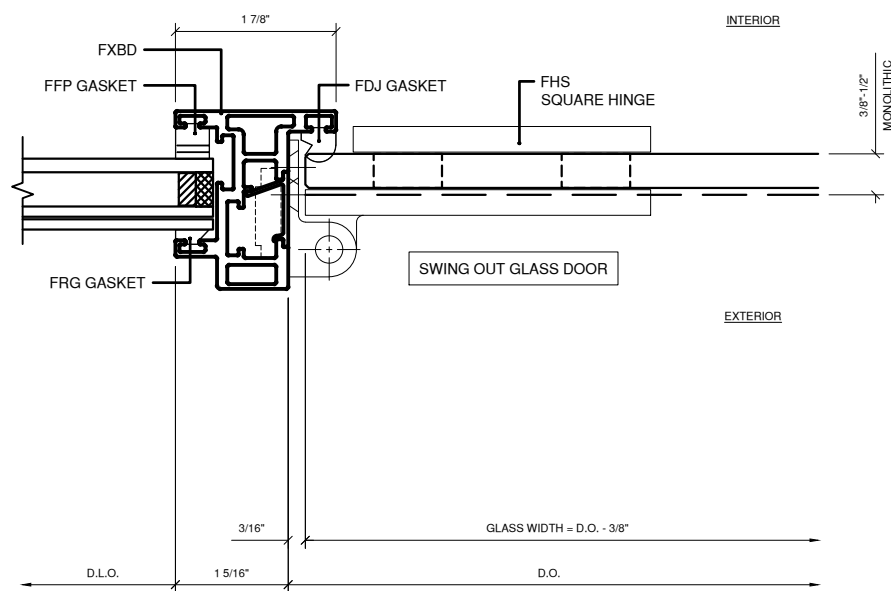 1 7/8"
INTERIOR
FXBD
FFP GASKET
FDJ GASKET
FHS
SQUARE HINGE
3/8"-1/2"
MONOLITHIC
FRG GASKET
SWING OUT GLASS DOOR
EXTERIOR
3/16"
GLASS WIDTH = D.O. - 3/8"
D.L.O.
1 5/16"
D.O.